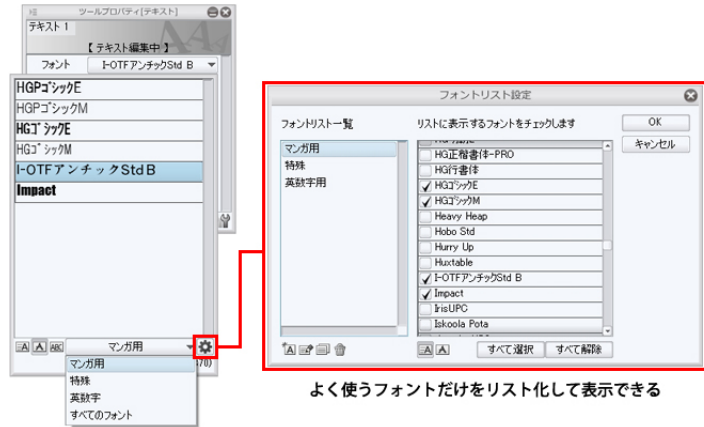 ツールプロパティ[テキスト]
テキスト 1
【 テキスト編集中 】
フォント I-OTFアンチックStd B
HGPゴシックE
HGPゴシックM
HGゴシックE
HGゴシックM
I-OTFアンチックStd B
Impact
マンガ用
マンガ用
特殊
英数字
すべてのフォント
フォントリスト設定
フォントリスト一覧
マンガ用
特殊
英数字用
リストに表示するフォントをチェックします
HG正楷書体-PRO
HG行書体
HGゴシックE
HGゴシックM
Heavy Heap
Hobo Std
Hurry Up
Huxtable
I-OTFアンチックStd B
Impact
IrisUPC
Iskoola Pota
すべて選択
すべて解除
OK
キャンセル
よく使うフォントだけをリスト化して表示できる